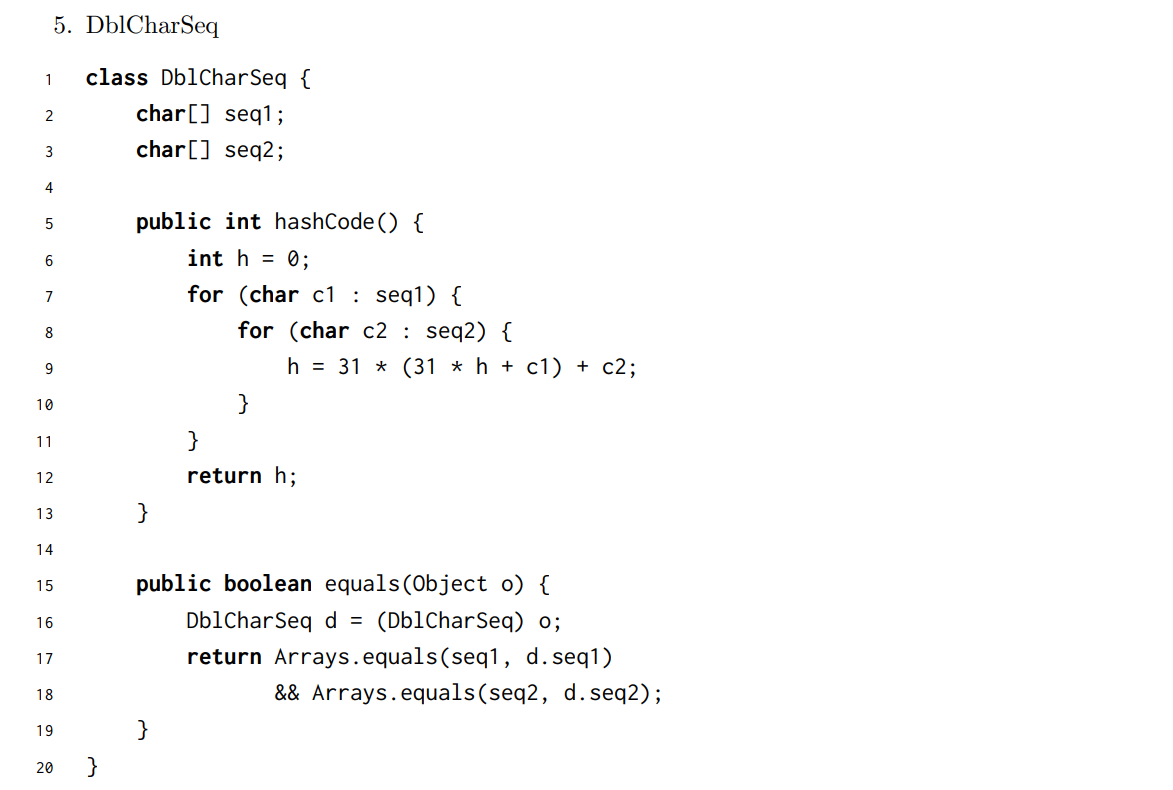 5. DblCharSeq
1 class DblCharSeq {
2     char[] seq1;
3     char[] seq2;
4
5     public int hashCode() {
6         int h = 0;
7         for (char c1 : seq1) {
8             for (char c2 : seq2) {
9                 h = 31 * (31 * h + c1) + c2;
10             }
11         }
12         return h;
13     }
14
15     public boolean equals(Object o) {
16         DblCharSeq d = (DblCharSeq) o;
17         return Arrays.equals(seq1, d.seq1)
18                && Arrays.equals(seq2, d.seq2);
19     }
20 }